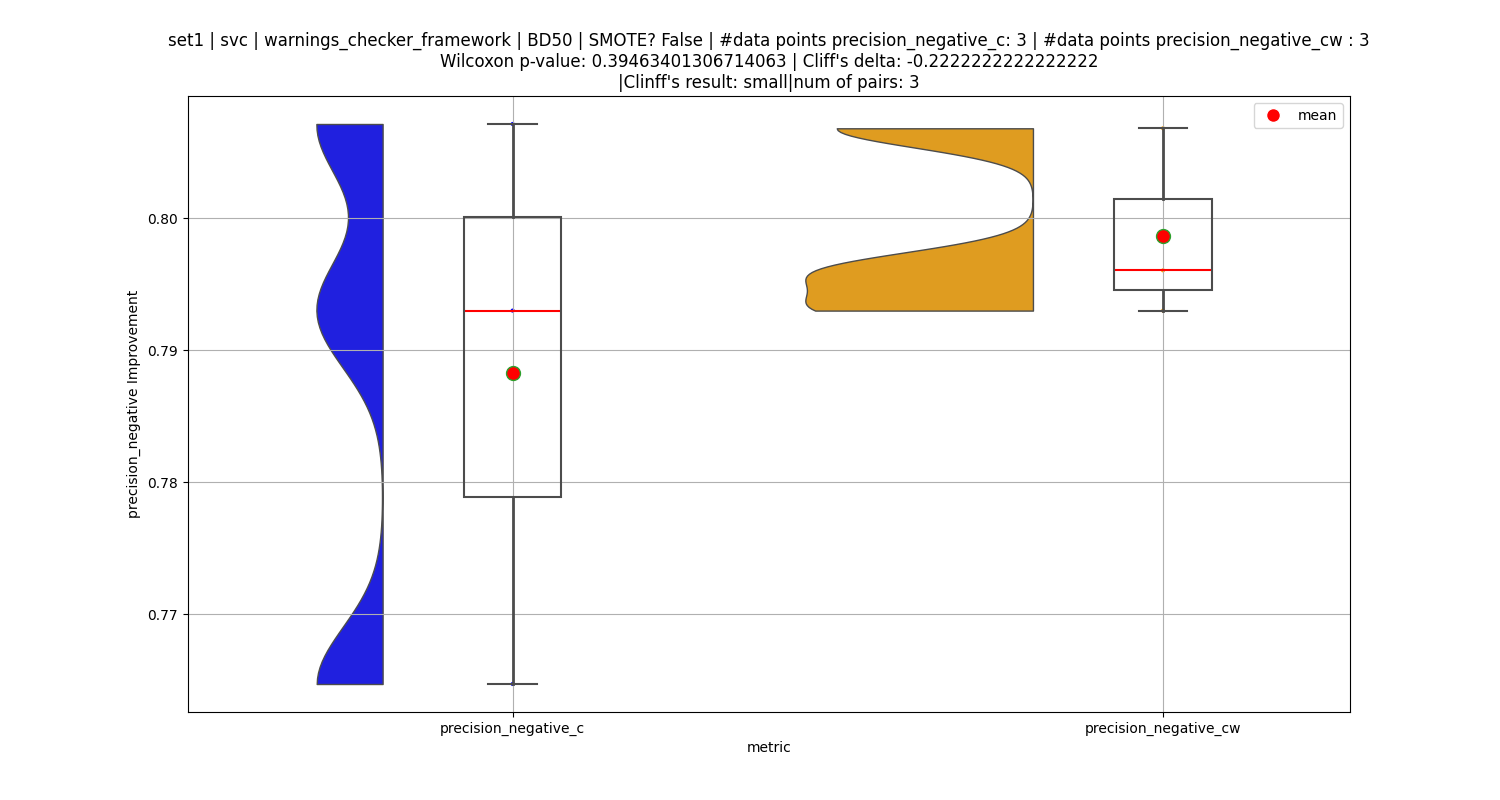 set1 | svc | warnings_checker_framework | BD50 | SMOTE? False | #data points precision_negative_c: 3 | #data points precision_negative_cw : 3
Wilcoxon p-value: 0.39463401306714063 | Cliff's delta: -0.2222222222222222
|Clinff's result: small|num of pairs: 3
mean
0.80
0.79
0.78
0.77
precision_negative Improvement
precision_negative_c
precision_negative_cw
metric